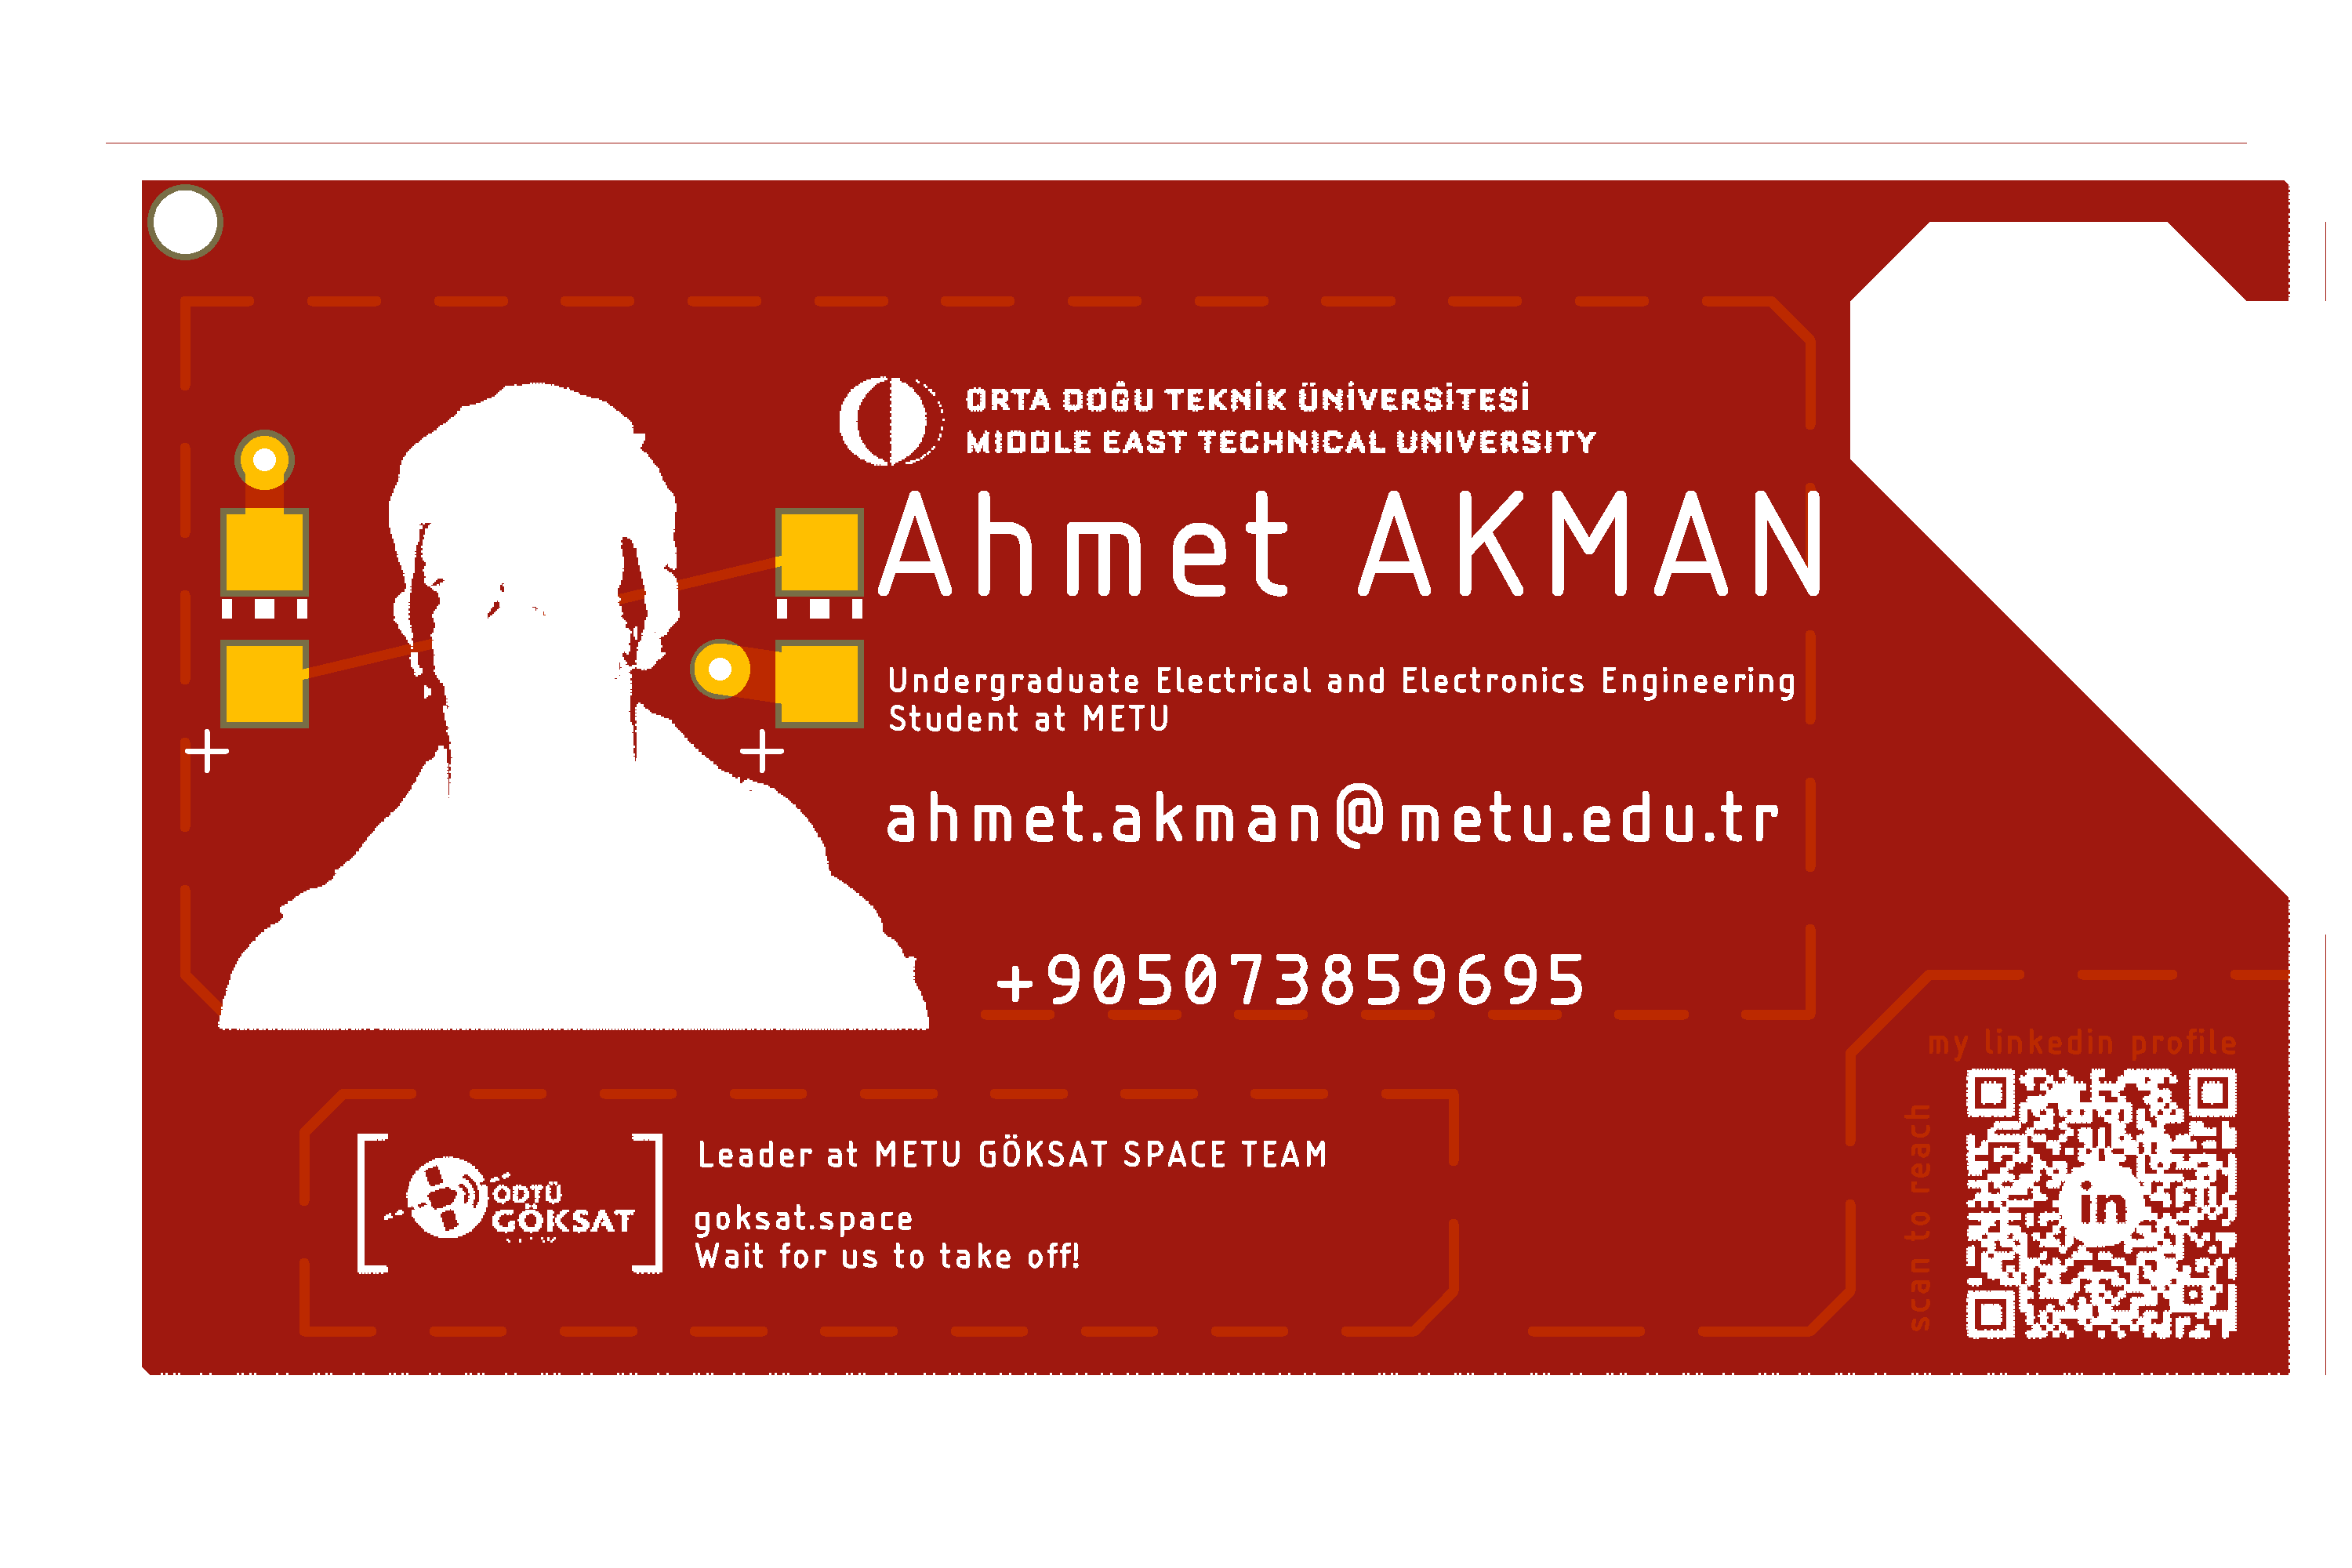 ORTA DOĞU TEKNİK ÜNİVERSİTESİ
MIDDLE EAST TECHNICAL UNIVERSITY
Ahmet AKMAN
Undergraduate Electrical and Electronics Engineering
Student at METU
ahmet.akman@metu.edu.tr
+905073859695
my linkedin profile
scan to reach
in
ODTÜ
GÖKSAT
Leader at METU GÖKSAT SPACE TEAM
goksat.space
Wait for us to take off!